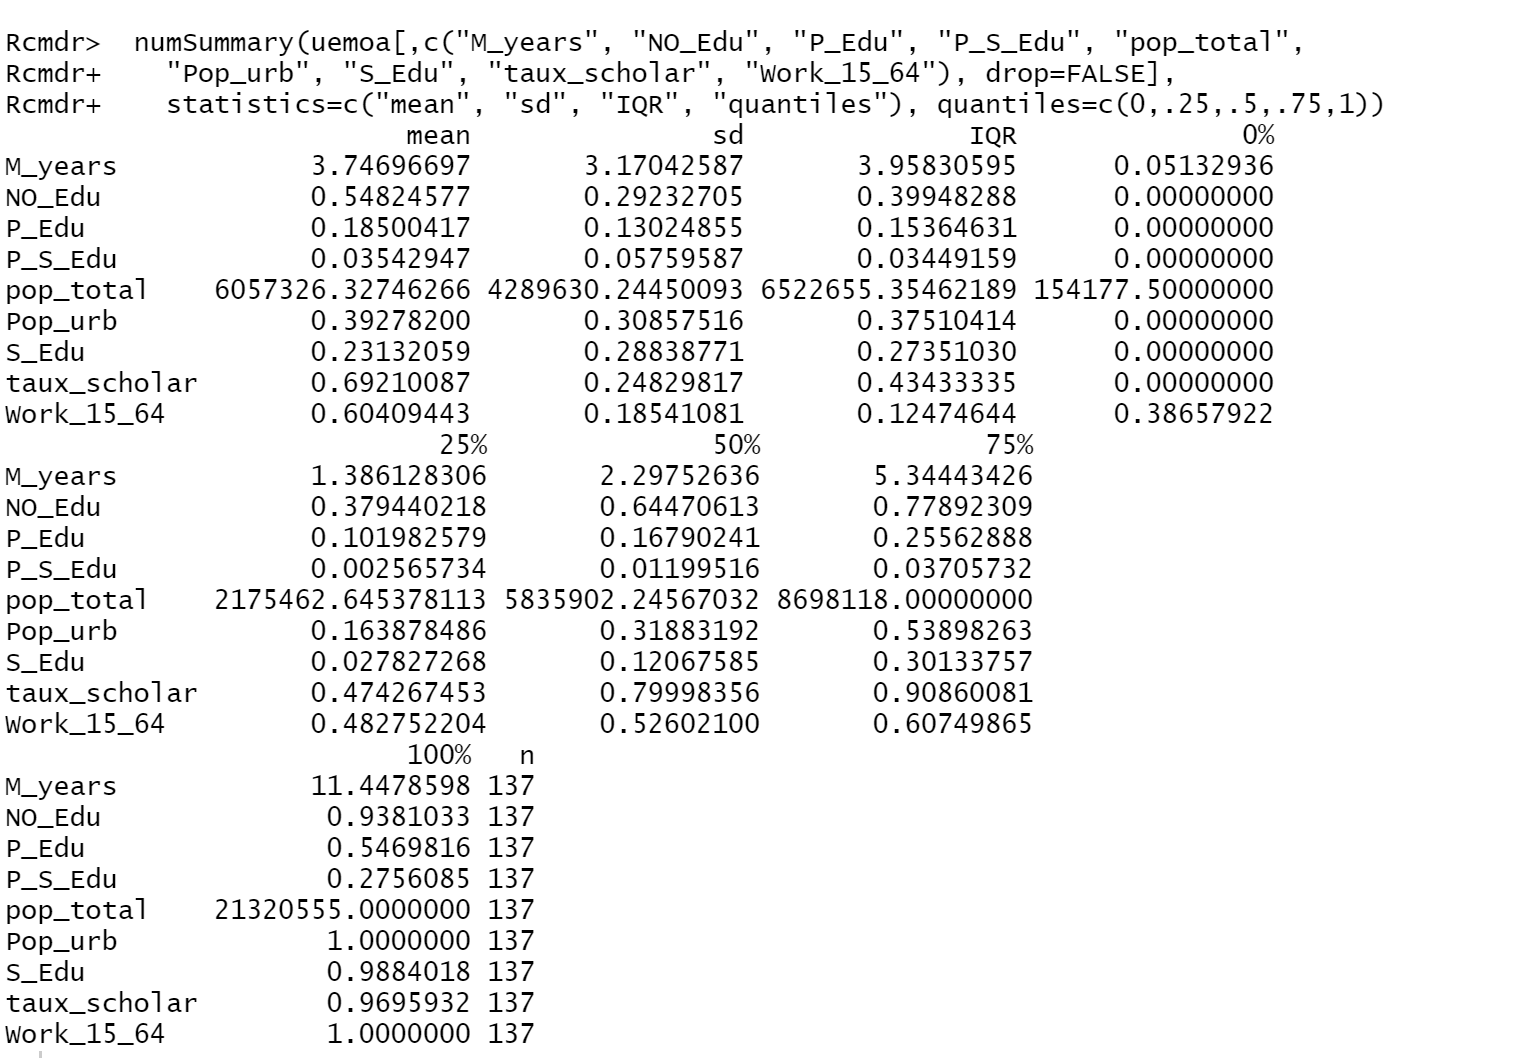 Rcmdr>  numSummary(uemoa[,c("M_years", "NO_Edu", "P_Edu", "P_S_Edu", "pop_total",
Rcmdr+    "Pop_urb", "S_Edu", "taux_scholar", "Work_15_64"), drop=FALSE],
Rcmdr+    statistics=c("mean", "sd", "IQR", "quantiles"), quantiles=c(0,.25,.5,.75,1))
                         mean               sd              IQR              0%
M_years            3.74696697       3.17042587       3.95830595      0.05132936
NO_Edu             0.54824577       0.29232705       0.39948288      0.00000000
P_Edu              0.18500417       0.13024855       0.15364631      0.00000000
P_S_Edu            0.03542947       0.05759587       0.03449159      0.00000000
pop_total    6057326.32746266 4289630.24450093 6522655.35462189 154177.50000000
Pop_urb            0.39278200       0.30857516       0.37510414      0.00000000
S_Edu              0.23132059       0.28838771       0.27351030      0.00000000
taux_scholar       0.69210087       0.24829817       0.43433335      0.00000000
Work_15_64         0.60409443       0.18541081       0.12474644      0.38657922
                           25%              50%              75%
M_years            1.386128306       2.29752636       5.34443426
NO_Edu             0.379440218       0.64470613       0.77892309
P_Edu              0.101982579       0.16790241       0.25562888
P_S_Edu            0.002565734       0.01199516       0.03705732
pop_total    2175462.645378113 5835902.24567032 8698118.00000000
Pop_urb            0.163878486       0.31883192       0.53898263
S_Edu              0.027827268       0.12067585       0.30133757
taux_scholar       0.474267453       0.79998356       0.90860081
Work_15_64         0.482752204       0.52602100       0.60749865
                         100%   n
M_years            11.4478598 137
NO_Edu              0.9381033 137
P_Edu               0.5469816 137
P_S_Edu             0.2756085 137
pop_total    21320555.0000000 137
Pop_urb             1.0000000 137
S_Edu               0.9884018 137
taux_scholar        0.9695932 137
Work_15_64          1.0000000 137